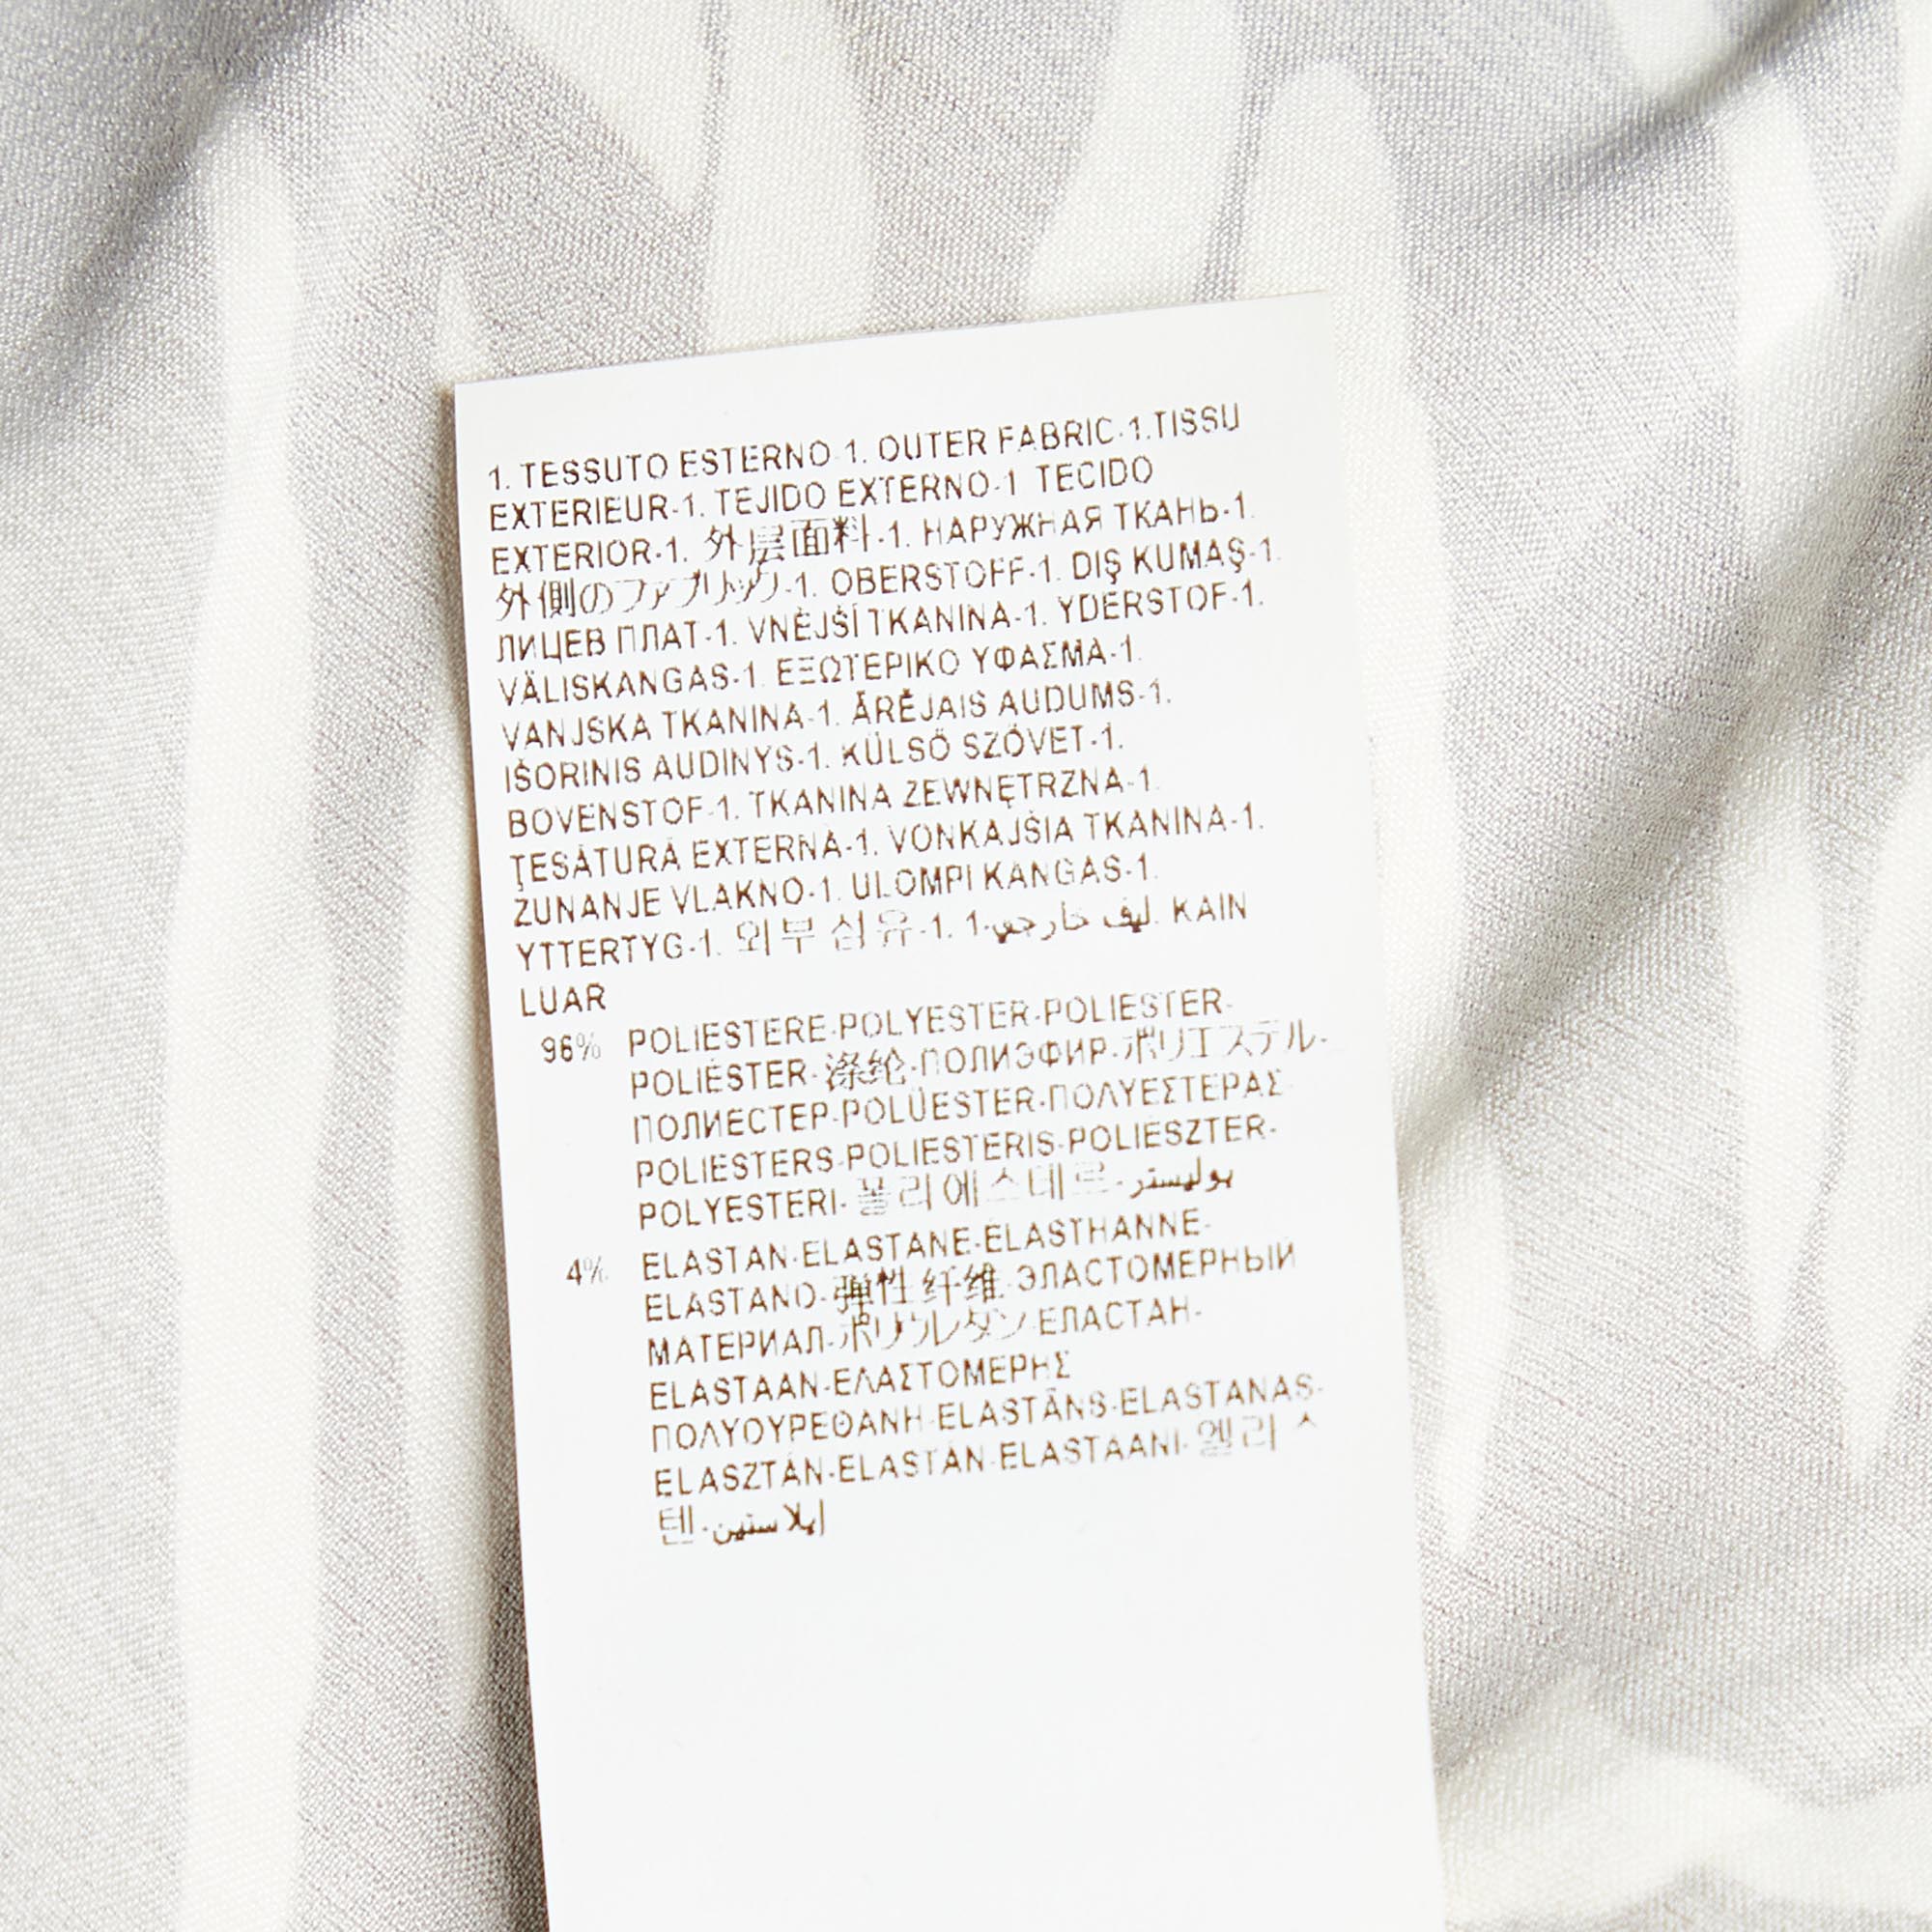 1. TESSUTO ESTERNO-1. OUTER FABRIC-1.TISSU
EXTERIEUR-1. TEJIDO EXTERNO-1 TECIDO
EXTERIOR-1. 外层面料-1. НАРУЖНАЯ ТКАНЬ-1.
外側のファブリック-1. OBERSTOFF-1. DIŞ KUMAŞ-1.
ЛИЦЕВ ПЛАТ-1. VNĚJŠÍ TKANINA-1. YDERSTOF-1.
VÄLISKANGAS-1. ΕΞΩΤΕΡΙΚΟ ΥΦΑΣΜΑ-1.
VANJSKA TKANINA-1. ĀRĒJAIS AUDUMS-1.
IŠORINIS AUDINYS-1. KÜLSŐ SZÖVET-1.
BOVENSTOF-1. TKANINA ZEWNĘTRZNA-1.
ŢESĂTURĂ EXTERNĂ-1. VONKAJŠIA TKANINA-1.
ZUNANJE VLAKNO-1. ULOMPI KANGAS-1.
YTTERTYG-1. 외부 섬유-1. 1-ليف خارجي. KAIN
LUAR
96% POLIESTERE-POLYESTER-POLIESTER-
POLIÉSTER-涤纶-ПОЛИЭФИР-ポリエステル-
ПОЛИЕСТЕР-POLÜESTER-ΠΟΛΥΕΣΤΕΡΑΣ-
POLIESTERS-POLIESTERIS-POLIÉSZTER-
POLYESTERI-폴리에스테르-بوليستر
4% ELASTAN-ELASTANE-ÉLASTHANNE-
ELASTANO-弹性纤维-ЭЛАСТОМЕРНЫЙ
МАТЕРИАЛ-ポリウレタン-ЕЛАСТАН-
ELASTAAN-ΕΛΑΣΤΟΜΕΡΗΣ
ΠΟΛΥΟΥΡΕΘΑΝΗ-ELASTĀNS-ELASTANAS-
ELASZTÁN-ELASTÁN-ELASTAANI-엘라스
텐-إيلاستين